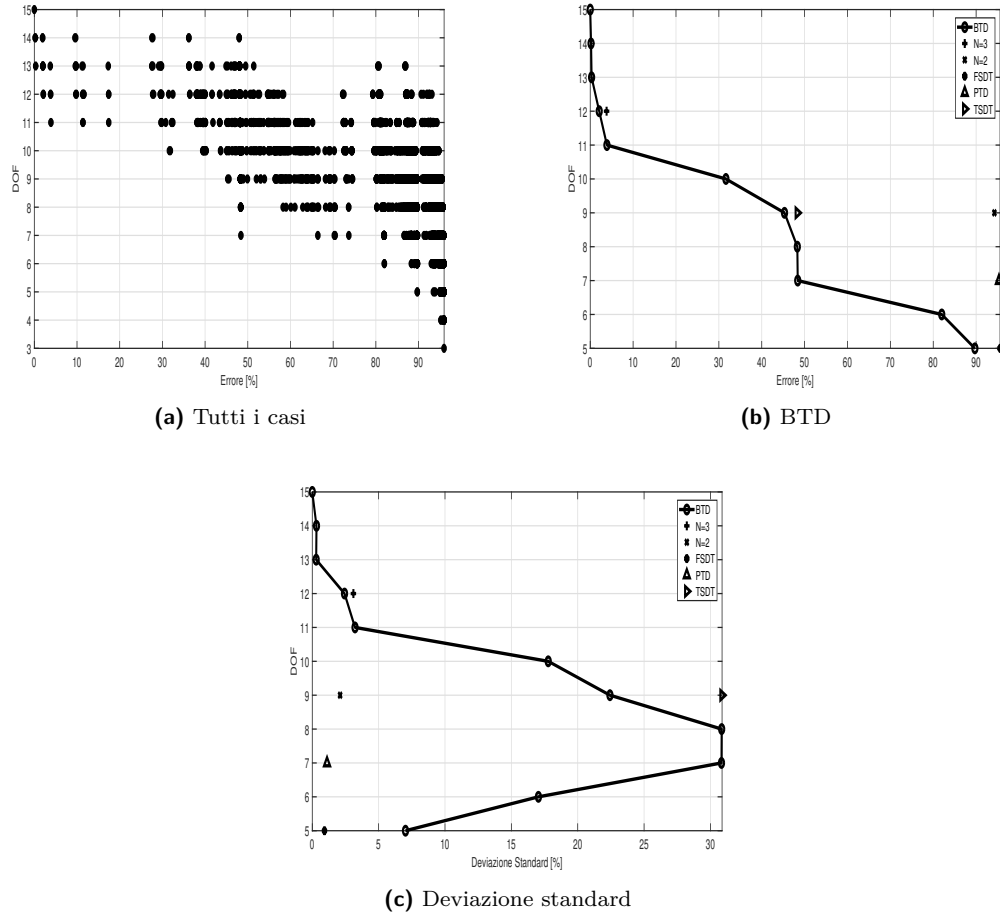 15
14
13
12
11
10
9
8
7
6
5
4
3
DOF
0 10 20 30 40 50 60 70 80 90
Errore [%]
(a) Tutti i casi
15
14
13
12
11
10
9
8
7
6
5
DOF
0 10 20 30 40 50 60 70 80 90
Errore [%]
BTD
N=3
N=2
FSDT
PTD
TSDT
(b) BTD
15
14
13
12
11
10
9
8
7
6
5
DOF
0 5 10 15 20 25 30
Deviazione Standard [%]
BTD
N=3
N=2
FSDT
PTD
TSDT
(c) Deviazione standard